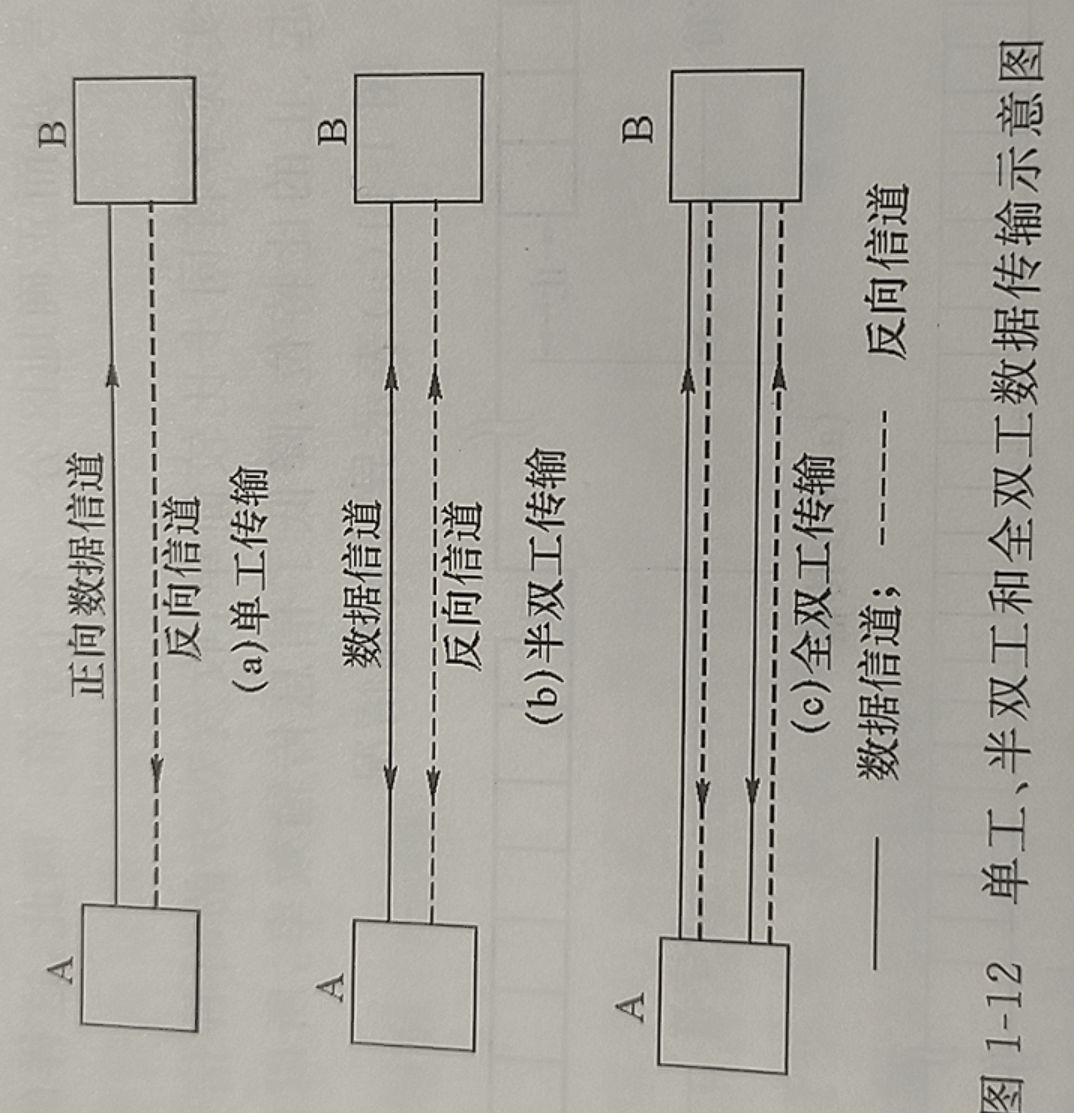 A
B
正向数据信道
反向信道
(a)单工传输
A
B
数据信道
反向信道
(b)半双工传输
A
B
(c)全双工传输
数据信道; 反向信道
图 1-12 单工、半双工和全双工数据传输示意图